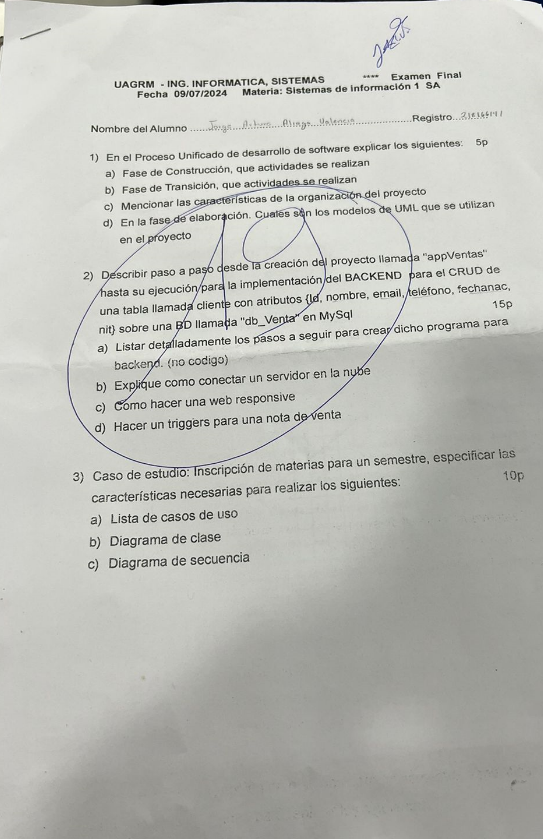 UAGRM - ING. INFORMATICA, SISTEMAS **** Examen Final
Fecha 09/07/2024 Materia: Sistemas de información 1 SA
Nombre del Alumno ......Jorge Arturo Aliaga Valencia......Registro...218166141
1) En el Proceso Unificado de desarrollo de software explicar los siguientes: 5p
a) Fase de Construcción, que actividades se realizan
b) Fase de Transición, que actividades se realizan
c) Mencionar las características de la organización del proyecto
d) En la fase de elaboración. Cuales son los modelos de UML que se utilizan
en el proyecto
19
2) Describir paso a paso desde la creación del proyecto llamada "appVentas"
hasta su ejecución para la implementación del BACKEND para el CRUD de
una tabla llamada cliente con atributos {Id, nombre, email, teléfono, fechanac,
nit} sobre una BD llamada "db_Venta" en MySql 15p
a) Listar detalladamente los pasos a seguir para crear dicho programa para
backend. (no codigo)
b) Explique como conectar un servidor en la nube
c) Como hacer una web responsive
d) Hacer un triggers para una nota de venta
3) Caso de estudio: Inscripción de materias para un semestre, especificar las
características necesarias para realizar los siguientes: 10p
a) Lista de casos de uso
b) Diagrama de clase
c) Diagrama de secuencia